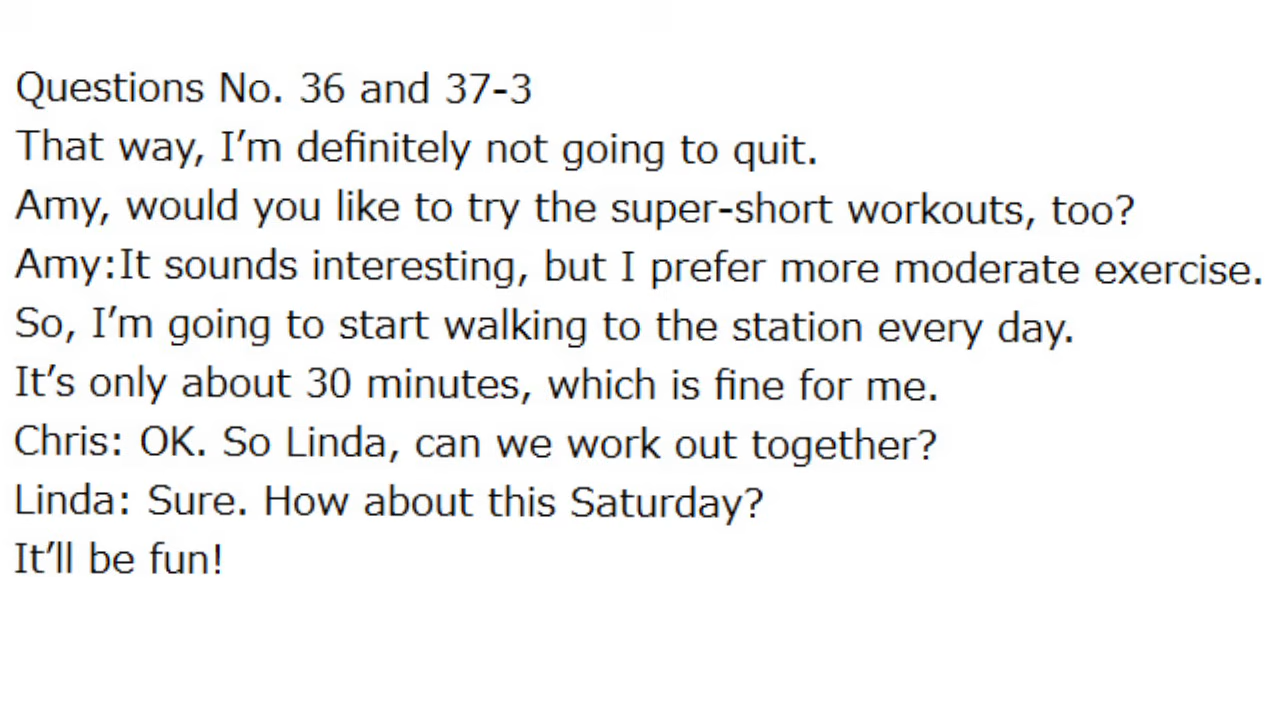 Questions No. 36 and 37-3
That way, I’m definitely not going to quit.
Amy, would you like to try the super-short workouts, too?
Amy:It sounds interesting, but I prefer more moderate exercise.
So, I’m going to start walking to the station every day.
It’s only about 30 minutes, which is fine for me.
Chris: OK. So Linda, can we work out together?
Linda: Sure. How about this Saturday?
It’ll be fun!